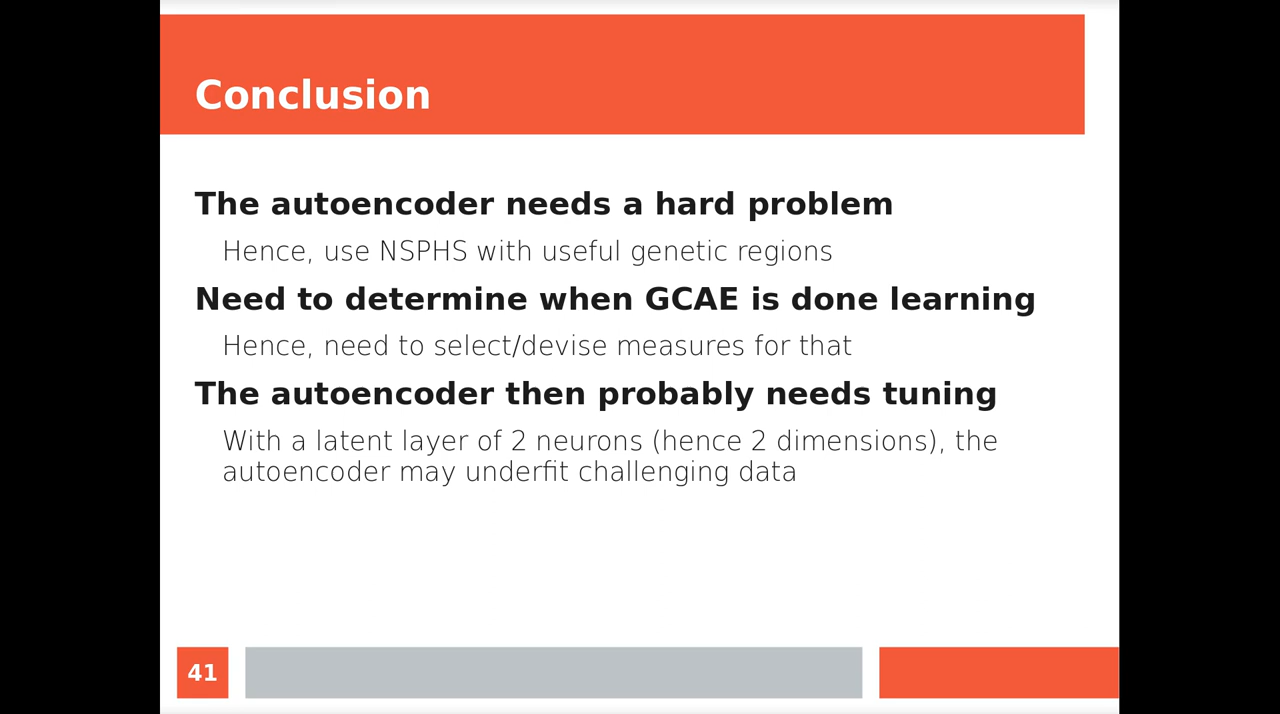 Conclusion
The autoencoder needs a hard problem
Hence, use NSPHS with useful genetic regions
Need to determine when GCAE is done learning
Hence, need to select/devise measures for that
The autoencoder then probably needs tuning
With a latent layer of 2 neurons (hence 2 dimensions), the
autoencoder may underfit challenging data
41